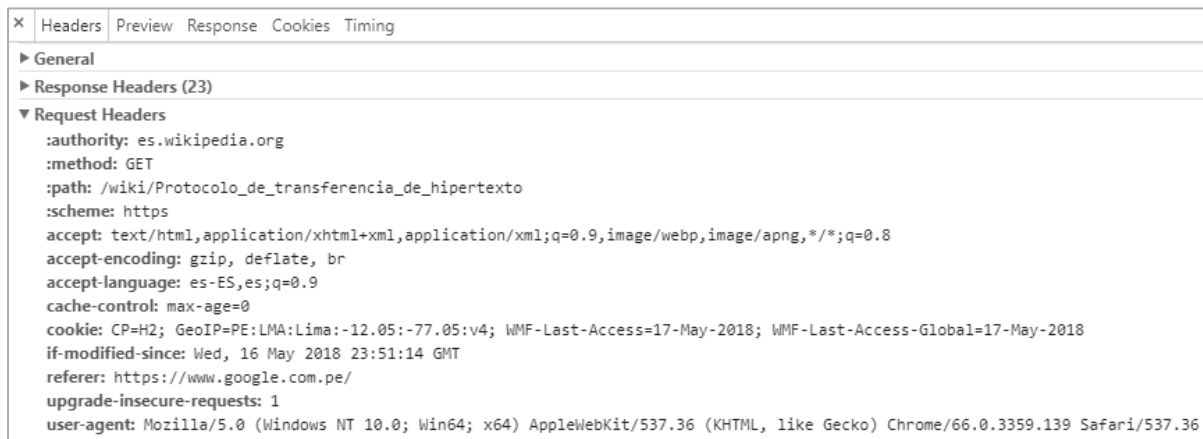 × Headers Preview Response Cookies Timing
▶ General
▶ Response Headers (23)
▼ Request Headers
:authority: es.wikipedia.org
:method: GET
:path: /wiki/Protocolo_de_transferencia_de_hipertexto
:scheme: https
accept: text/html,application/xhtml+xml,application/xml;q=0.9,image/webp,image/apng,*/*;q=0.8
accept-encoding: gzip, deflate, br
accept-language: es-ES,es;q=0.9
cache-control: max-age=0
cookie: CP=H2; GeoIP=PE:LMA:Lima:-12.05:-77.05:v4; WMF-Last-Access=17-May-2018; WMF-Last-Access-Global=17-May-2018
if-modified-since: Wed, 16 May 2018 23:51:14 GMT
referer: https://www.google.com.pe/
upgrade-insecure-requests: 1
user-agent: Mozilla/5.0 (Windows NT 10.0; Win64; x64) AppleWebKit/537.36 (KHTML, like Gecko) Chrome/66.0.3359.139 Safari/537.36